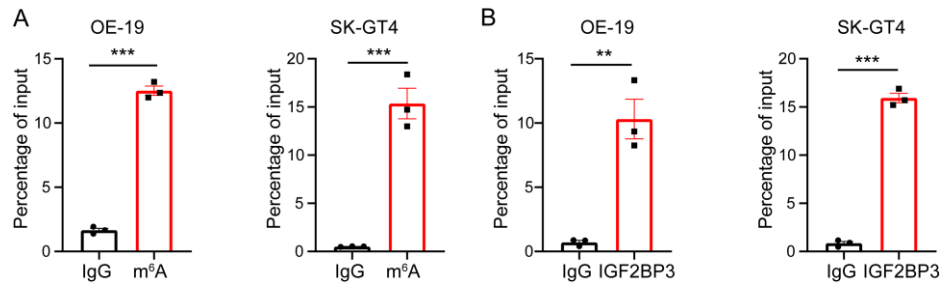 A
OE-19
Percentage of input
15
10
5
0
***
IgG
m⁶A
SK-GT4
Percentage of input
20
15
10
5
0
***
IgG
m⁶A
B
OE-19
Percentage of input
15
10
5
0
**
IgG
IGF2BP3
SK-GT4
Percentage of input
20
15
10
5
0
***
IgG
IGF2BP3